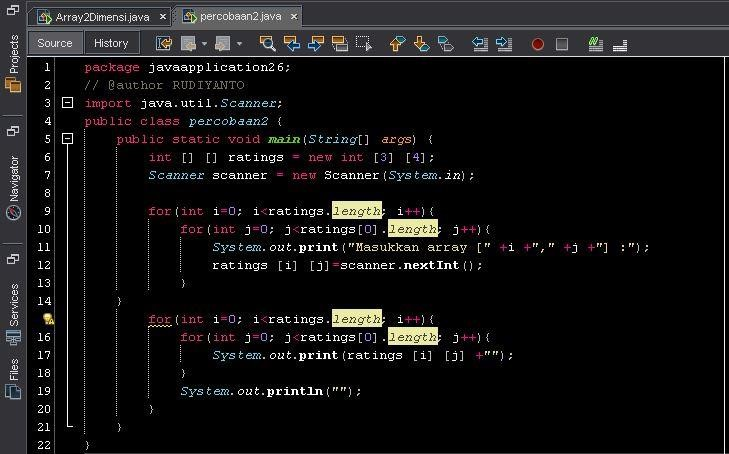 Array2Dimensi.java × percobaan2.java ×
Source History
Projects
Navigator
Services
Files
1 package javaapplication26;
2 // @author RUDIYANTO
3 import java.util.Scanner;
4 public class percobaan2 {
5 public static void main(String[] args) {
6 int [] [] ratings = new int [3] [4];
7 Scanner scanner = new Scanner(System.in);
8
9 for(int i=0; i<ratings.length; i++){
10 for(int j=0; j<ratings[0].length; j++){
11 System.out.print("Masukkan array [" +i +"," +j +"] :");
12 ratings [i] [j]=scanner.nextInt();
13 }
14 }
for(int i=0; i<ratings.length; i++){
16 for(int j=0; j<ratings[0].length; j++){
17 System.out.print(ratings [i] [j] +"");
18 }
19 System.out.println("");
20 }
21 }
22 }